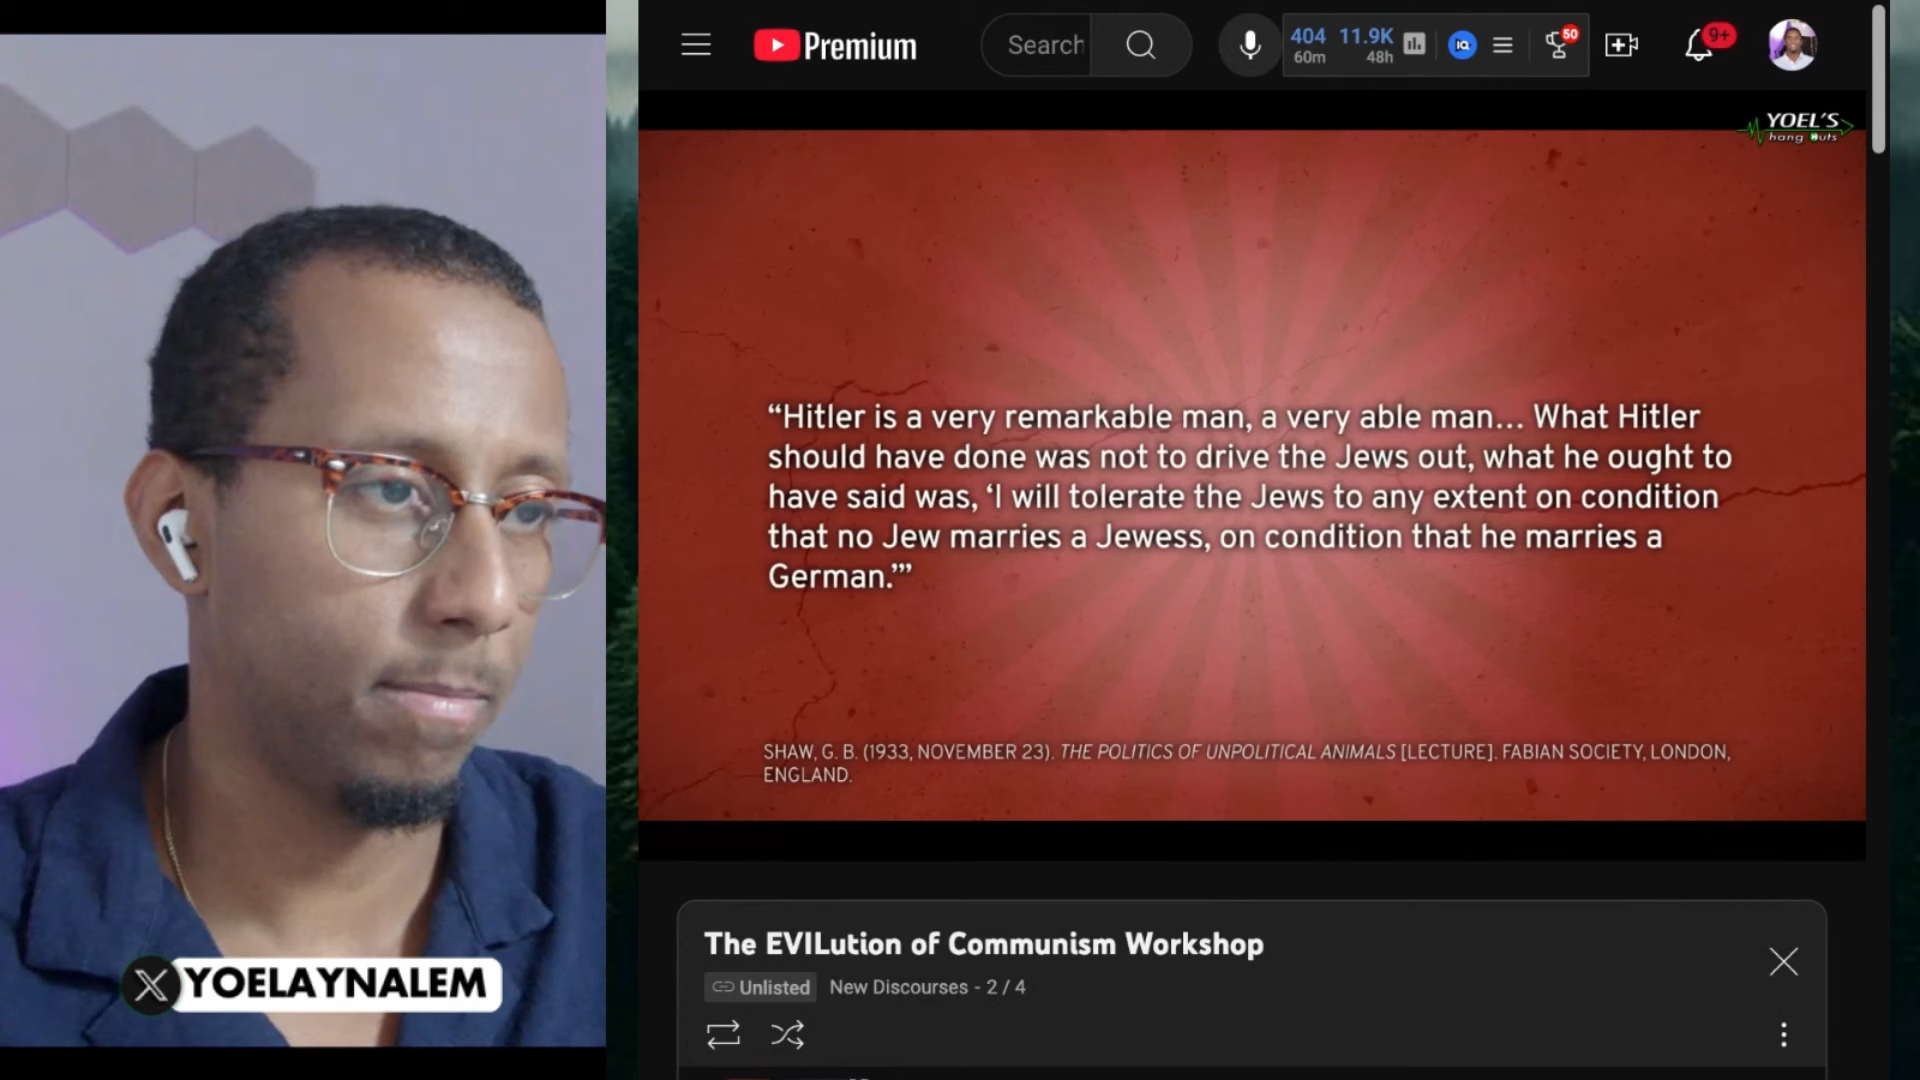 Premium
Search
404 11.9K
60m 48h
IQ
50
9+
YOEL'S
hang outs
“Hitler is a very remarkable man, a very able man... What Hitler
should have done was not to drive the Jews out, what he ought to
have said was, ‘I will tolerate the Jews to any extent on condition
that no Jew marries a Jewess, on condition that he marries a
German.’”
SHAW, G. B. (1933, NOVEMBER 23). THE POLITICS OF UNPOLITICAL ANIMALS [LECTURE]. FABIAN SOCIETY, LONDON,
ENGLAND.
The EVILution of Communism Workshop
Unlisted New Discourses - 2 / 4
X YOELAYNALEM